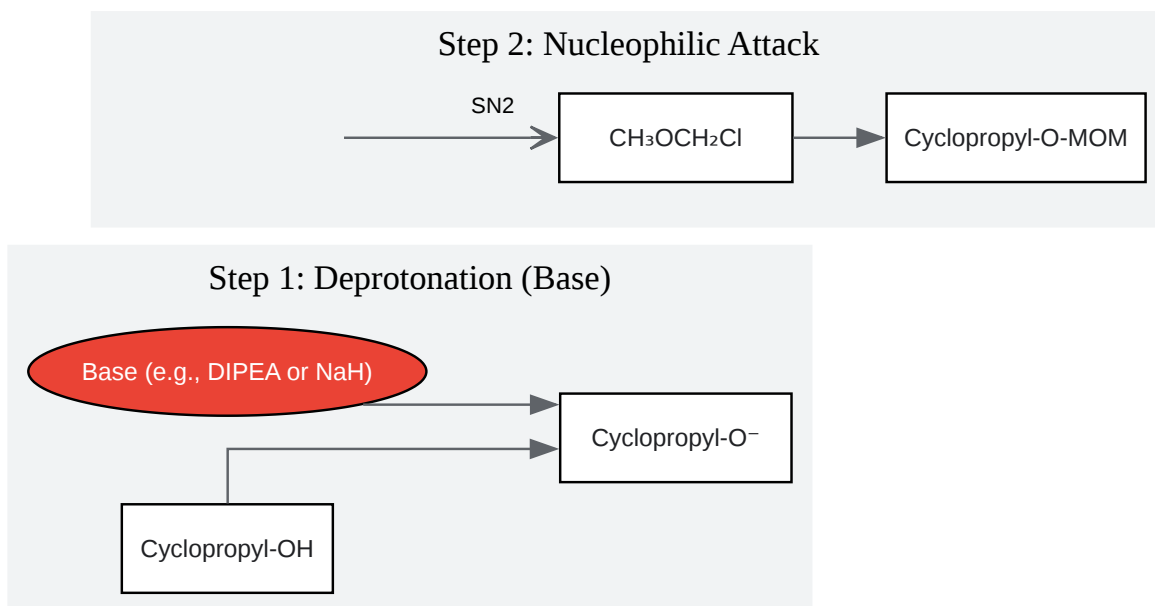 Step 2: Nucleophilic Attack
SN2
CH₃OCH₂Cl
Cyclopropyl-O-MOM
Step 1: Deprotonation (Base)
Base (e.g., DIPEA or NaH)
Cyclopropyl-O⁻
Cyclopropyl-OH